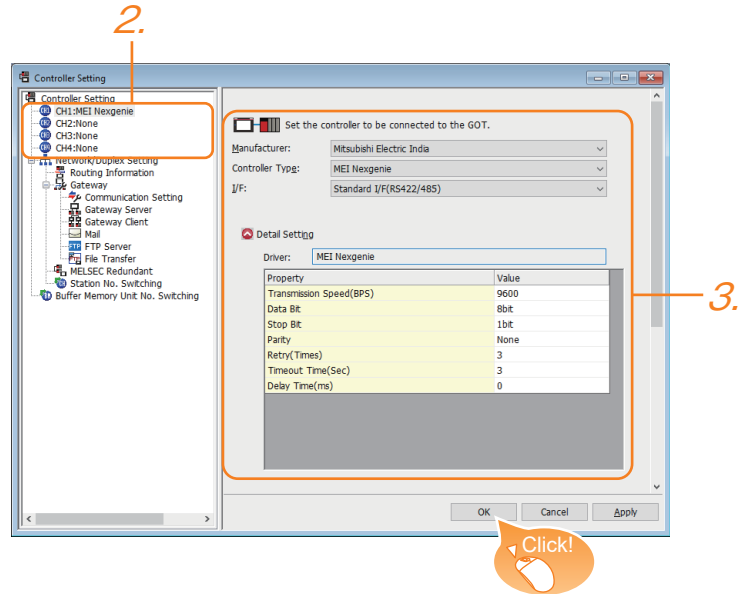 2.
Controller Setting
Controller Setting
CH1:MEI Nexgenie
CH2:None
CH3:None
CH4:None
Network/Duplex Setting
Routing Information
Gateway
Communication Setting
Gateway Server
Gateway Client
Mail
FTP FTP Server
File Transfer
MELSEC Redundant
Station No. Switching
Buffer Memory Unit No. Switching
Set the controller to be connected to the GOT.
Manufacturer: Mitsubishi Electric India
Controller Type: MEI Nexgenie
I/F: Standard I/F(RS422/485)
Detail Setting
Driver: MEI Nexgenie
Property Value
Transmission Speed(BPS) 9600
Data Bit 8bit
Stop Bit 1bit
Parity None
Retry(Times) 3
Timeout Time(Sec) 3
Delay Time(ms) 0
3.
OK Cancel Apply
Click!